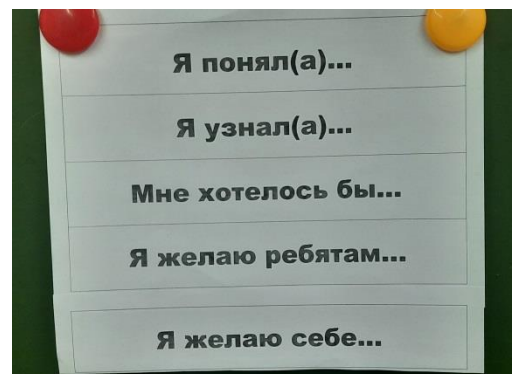 Я понял(а)...
Я узнал(а)...
Мне хотелось бы...
Я желаю ребятам...
Я желаю себе...